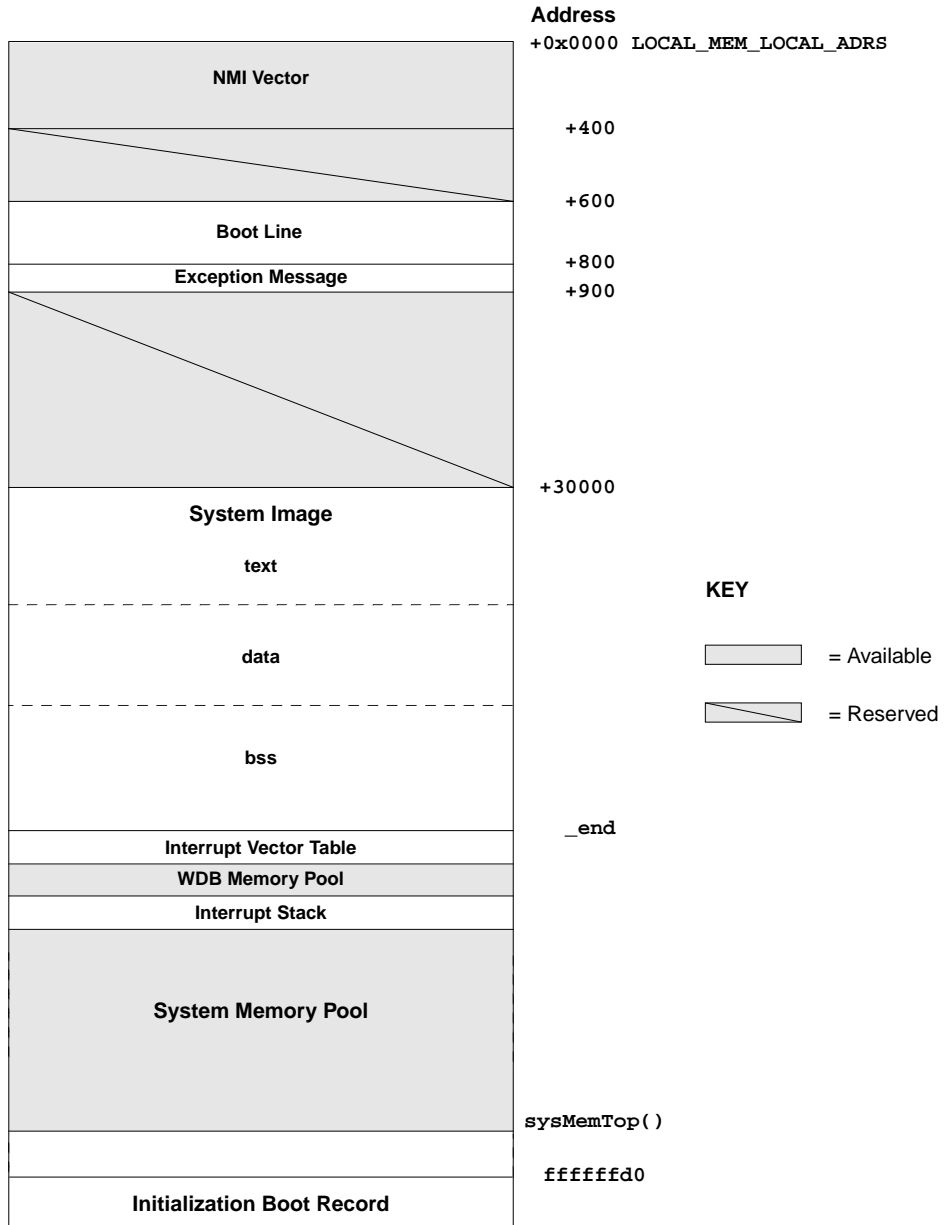 Address
+0x0000 LOCAL_MEM_LOCAL_ADRS
NMI Vector
+400
+600
Boot Line
+800
Exception Message
+900
+30000
System Image
text
KEY
data
= Available
= Reserved
bss
_end
Interrupt Vector Table
WDB Memory Pool
Interrupt Stack
System Memory Pool
sysMemTop()
ffffffd0
Initialization Boot Record